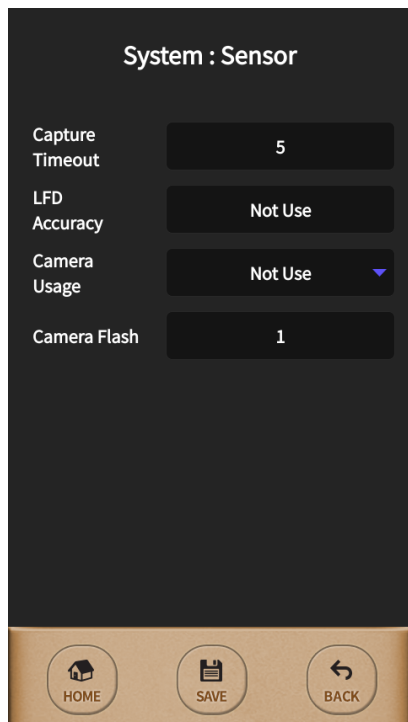 System : Sensor
Capture
Timeout
5
LFD
Accuracy
Not Use
Camera
Usage
Not Use
Camera Flash
1
HOME
SAVE
BACK